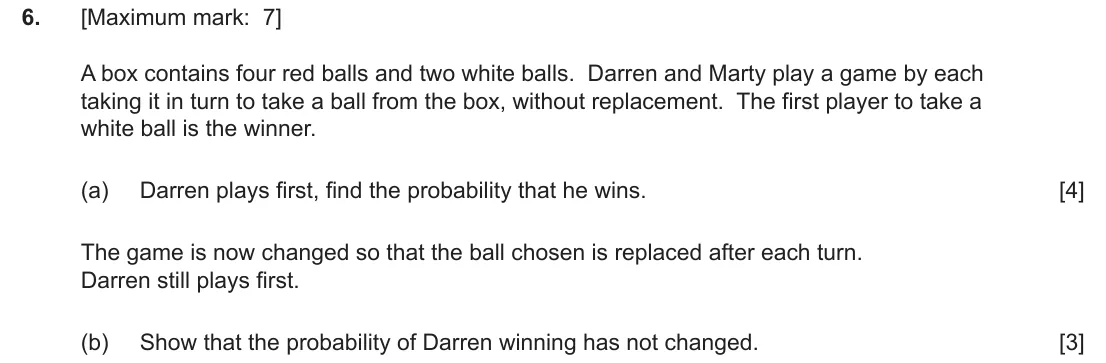 6. [Maximum mark: 7]
A box contains four red balls and two white balls. Darren and Marty play a game by each
taking it in turn to take a ball from the box, without replacement. The first player to take a
white ball is the winner.
(a) Darren plays first, find the probability that he wins. [4]
The game is now changed so that the ball chosen is replaced after each turn.
Darren still plays first.
(b) Show that the probability of Darren winning has not changed. [3]